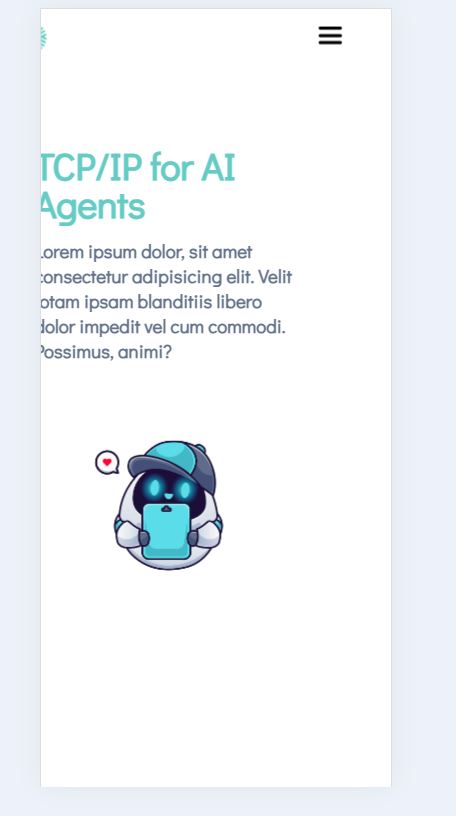 TCP/IP for AI
Agents
Lorem ipsum dolor, sit amet
consectetur adipisicing elit. Velit
totam ipsam blanditiis libero
dolor impedit vel cum commodi.
Possimus, animi?